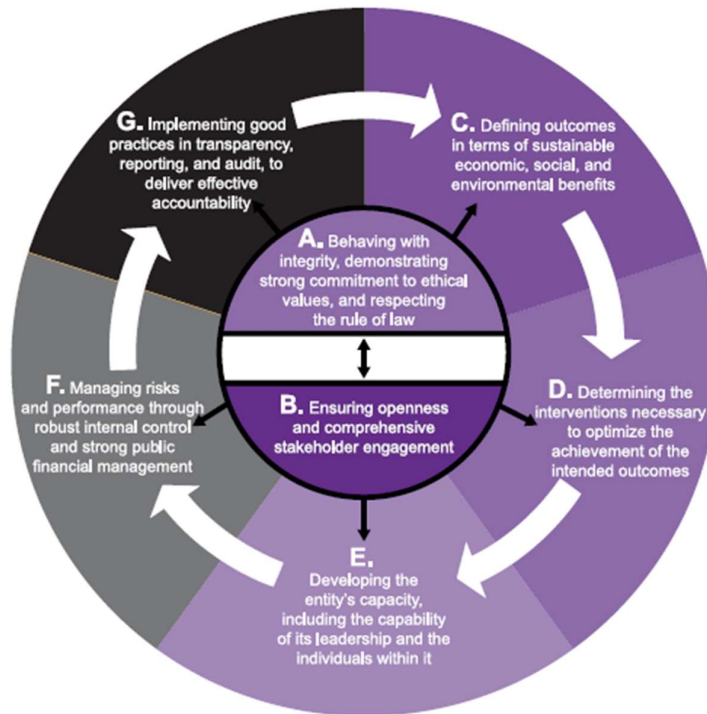 A. Behaving with
integrity, demonstrating
strong commitment to ethical
values, and respecting
the rule of law
B. Ensuring openness
and comprehensive
stakeholder engagement
C. Defining outcomes
in terms of sustainable
economic, social, and
environmental benefits
D. Determining the
interventions necessary
to optimize the
achievement of the
intended outcomes
E.
Developing the
entity's capacity,
including the capability
of its leadership and the
individuals within it
F. Managing risks
and performance through
robust internal control
and strong public
financial management
G. Implementing good
practices in transparency,
reporting, and audit, to
deliver effective
accountability